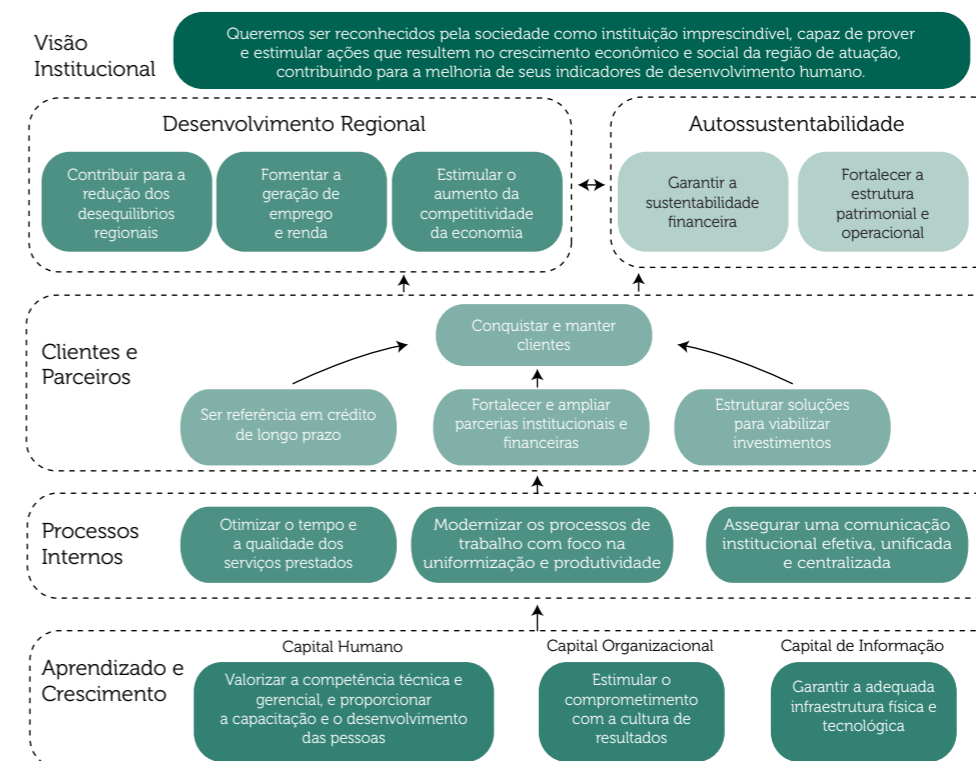 Visão
Institucional
Queremos ser reconhecidos pela sociedade como instituição imprescindível, capaz de prover
e estimular ações que resultem no crescimento econômico e social da região de atuação,
contribuindo para a melhoria de seus indicadores de desenvolvimento humano.
Desenvolvimento Regional
Contribuir para a
redução dos
desequilíbrios
regionais
Fomentar a
geração de
emprego
e renda
Estimular o
aumento da
competitividade
da economia
Autossustentabilidade
Garantir a
sustentabilidade
financeira
Fortalecer a
estrutura
patrimonial e
operacional
Clientes e
Parceiros
Conquistar e manter
clientes
Ser referência em crédito
de longo prazo
Fortalecer e ampliar
parcerias institucionais e
financeiras
Estruturar soluções
para viabilizar
investimentos
Processos
Internos
Otimizar o tempo e
a qualidade dos
serviços prestados
Modernizar os processos de
trabalho com foco na
uniformização e produtividade
Assegurar uma comunicação
institucional efetiva, unificada
e centralizada
Aprendizado e
Crescimento
Capital Humano
Valorizar a competência técnica e
gerencial, e proporcionar
a capacitação e o desenvolvimento
das pessoas
Capital Organizacional
Estimular o
comprometimento
com a cultura de
resultados
Capital de Informação
Garantir a adequada
infraestrutura física e
tecnológica